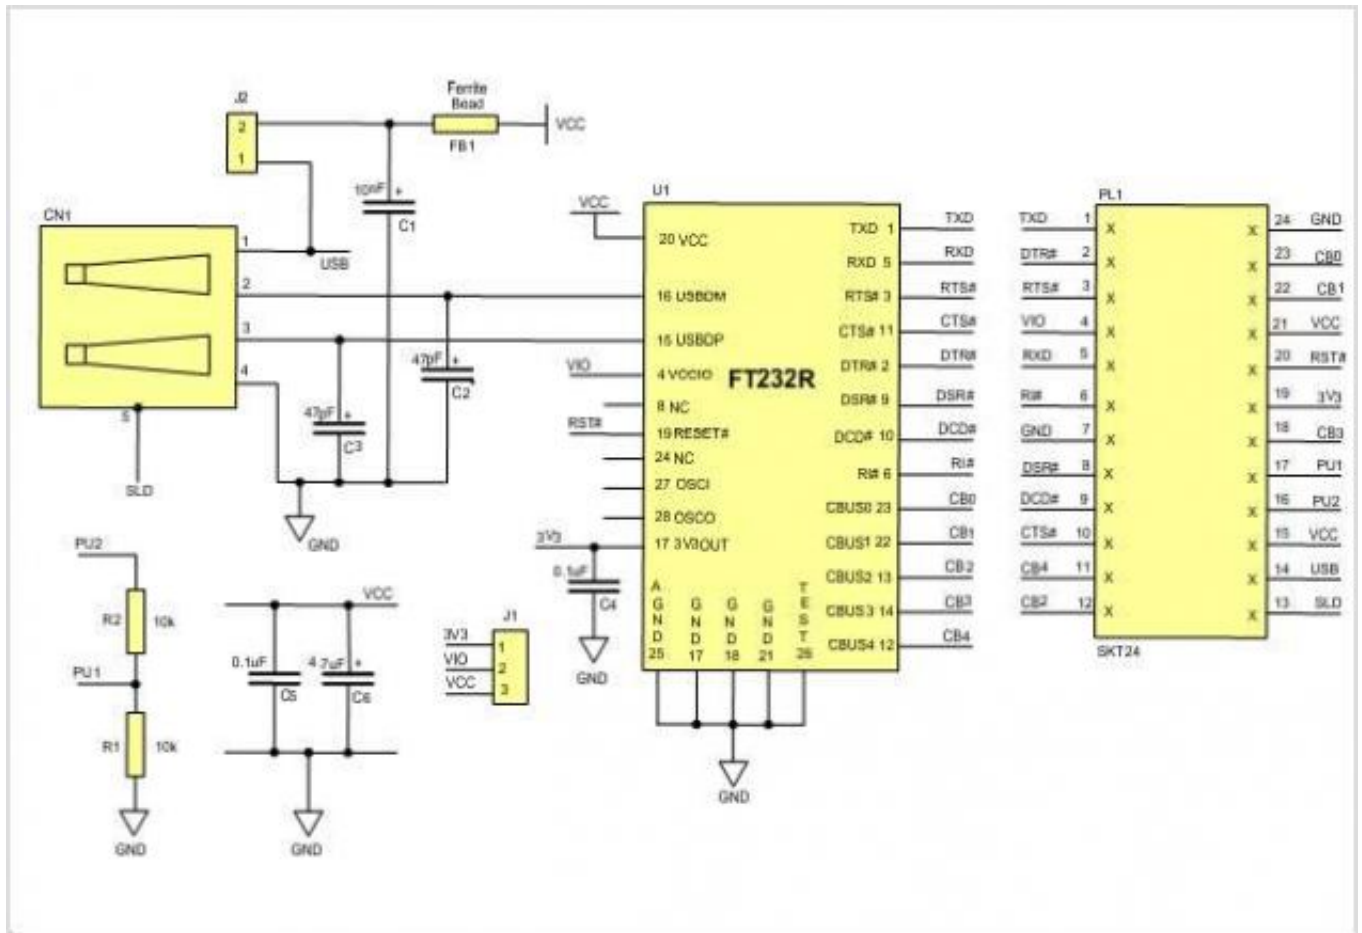 Ferrite
Bead
J2
2
VCC
FB1
1
10nF +
C1
CN1
1
USB
2
3
4
47pF +
C2
47pF +
C3
5
SLD
GND
U1
VCC
20 VCC
16 USBDM
15 USBDP
VIO
4 VCCIO
8 NC
RST#
19 RESET#
24 NC
27 OSCI
28 OSCO
3V3
17 3V3OUT
0.1uF
C4
GND
FT232R
TXD 1 TXD
RXD 5 RXD
RTS# 3 RTS#
CTS# 11 CTS#
DTR# 2 DTR#
DSR# 9 DSR#
DCD# 10 DCD#
RI# 6 RI#
CBUS0 23 CB0
CBUS1 22 CB1
CBUS2 13 CB2
CBUS3 14 CB3
CBUS4 12 CB4
AGND 25
GND 17
GND 18
GND 21
TEST 26
GND
PL1
TXD 1 X X 24 GND
DTR# 2 X X 23 CB0
RTS# 3 X X 22 CB1
VIO 4 X X 21 VCC
RXD 5 X X 20 RST#
RI# 6 X X 19 3V3
GND 7 X X 18 CB3
DSR# 8 X X 17 PU1
DCD# 9 X X 16 PU2
CTS# 10 X X 15 VCC
CB4 11 X X 14 USB
CB2 12 X X 13 SLD
SKT24
PU2
R2 10k
PU1
R1 10k
GND
VCC
0.1uF
C5
4.7uF +
C6
GND
J1
3V3 1
VIO 2
VCC 3